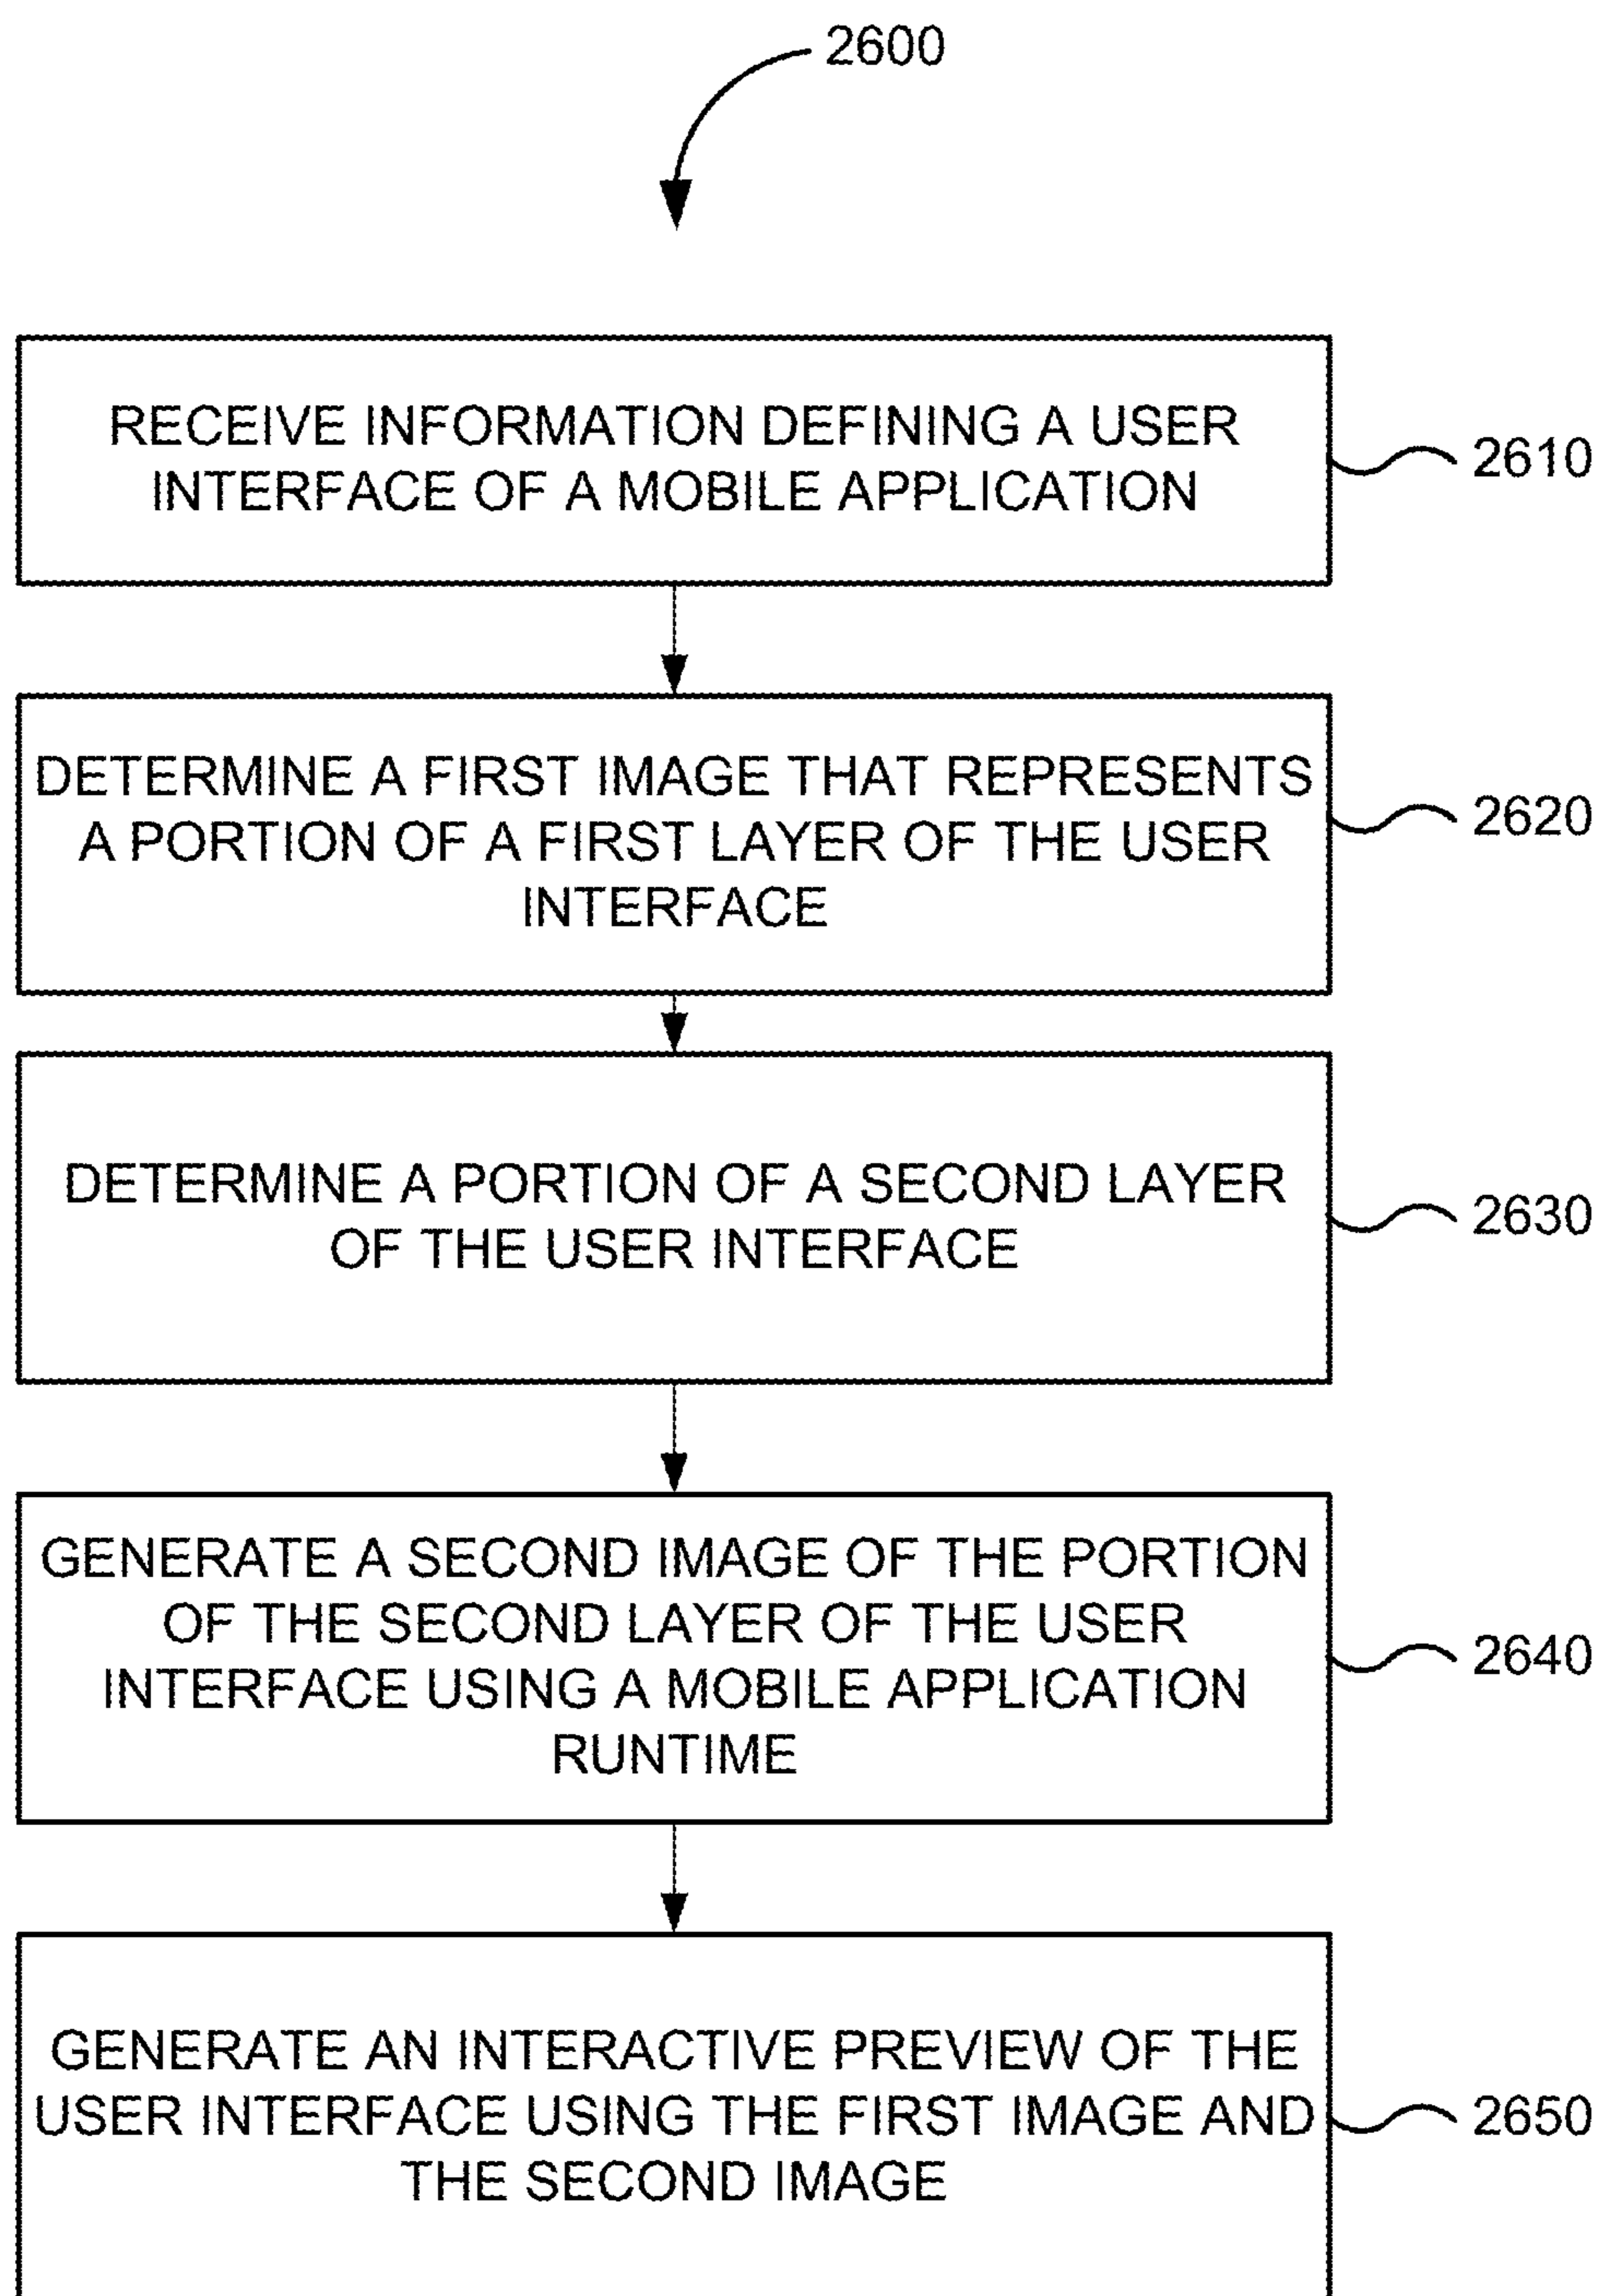 2600
RECEIVE INFORMATION DEFINING A USER
INTERFACE OF A MOBILE APPLICATION
2610
DETERMINE A FIRST IMAGE THAT REPRESENTS
A PORTION OF A FIRST LAYER OF THE USER
INTERFACE
2620
DETERMINE A PORTION OF A SECOND LAYER
OF THE USER INTERFACE
2630
GENERATE A SECOND IMAGE OF THE PORTION
OF THE SECOND LAYER OF THE USER
INTERFACE USING A MOBILE APPLICATION
RUNTIME
2640
GENERATE AN INTERACTIVE PREVIEW OF THE
USER INTERFACE USING THE FIRST IMAGE AND
THE SECOND IMAGE
2650